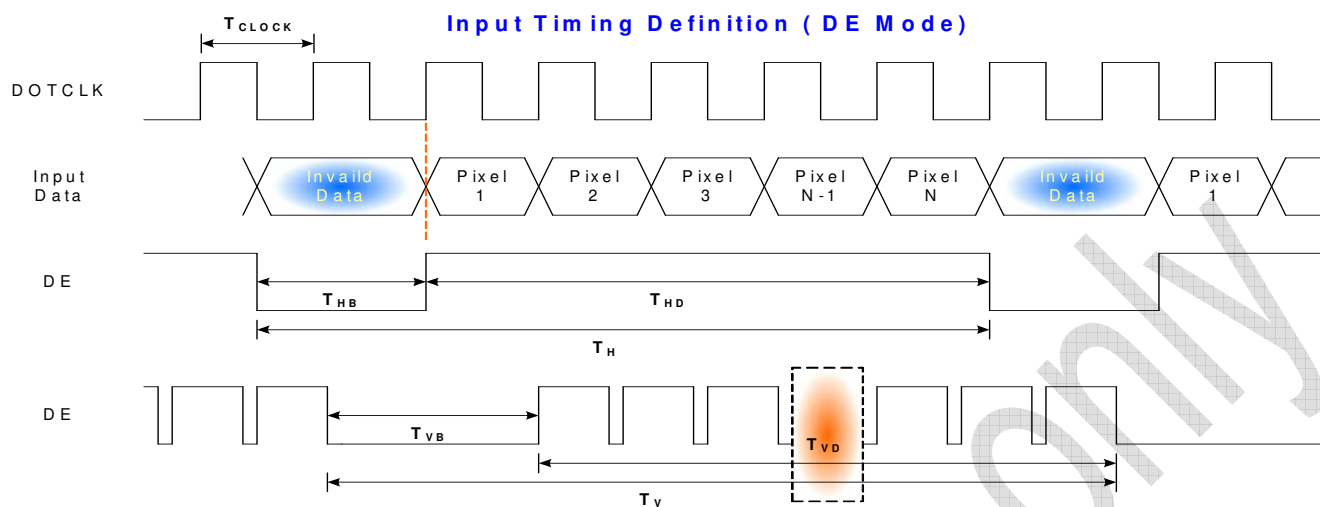 Input Timing Definition ( DE Mode)
TCLOCK
DOTCLK
Input
Data
Invaild
Data
Pixel
1
Pixel
2
Pixel
3
Pixel
N-1
Pixel
N
Invaild
Data
Pixel
1
DE
THB
THD
TH
DE
TVB
TVD
TV
only